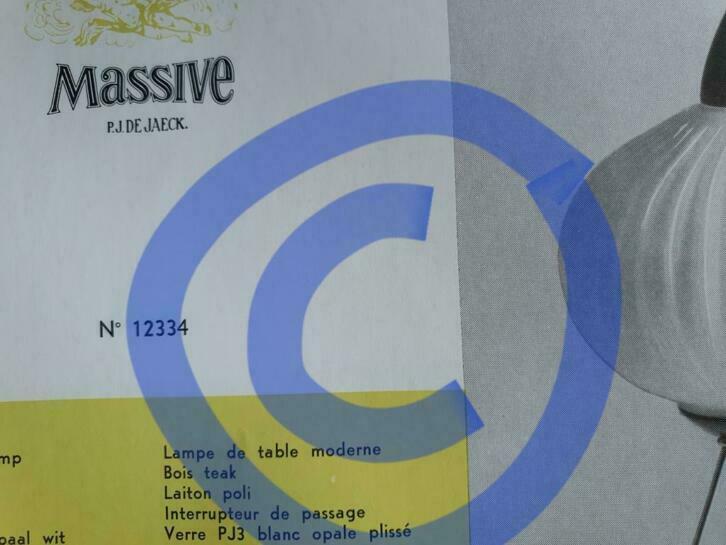 Massive
P.J. DE JAECK.
N° 12334
mp
Lampe de table moderne
Bois teak
Laiton poli
Interrupteur de passage
paal wit
Verre PJ3 blanc opale plissé